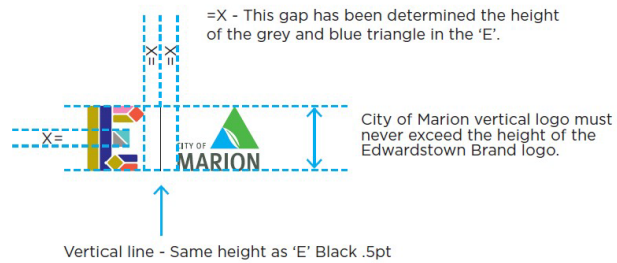 =X - This gap has been determined the height
of the grey and blue triangle in the ‘E’.
=X
=X
X=
CITY OF
MARION
City of Marion vertical logo must
never exceed the height of the
Edwardstown Brand logo.
Vertical line - Same height as ‘E’ Black .5pt